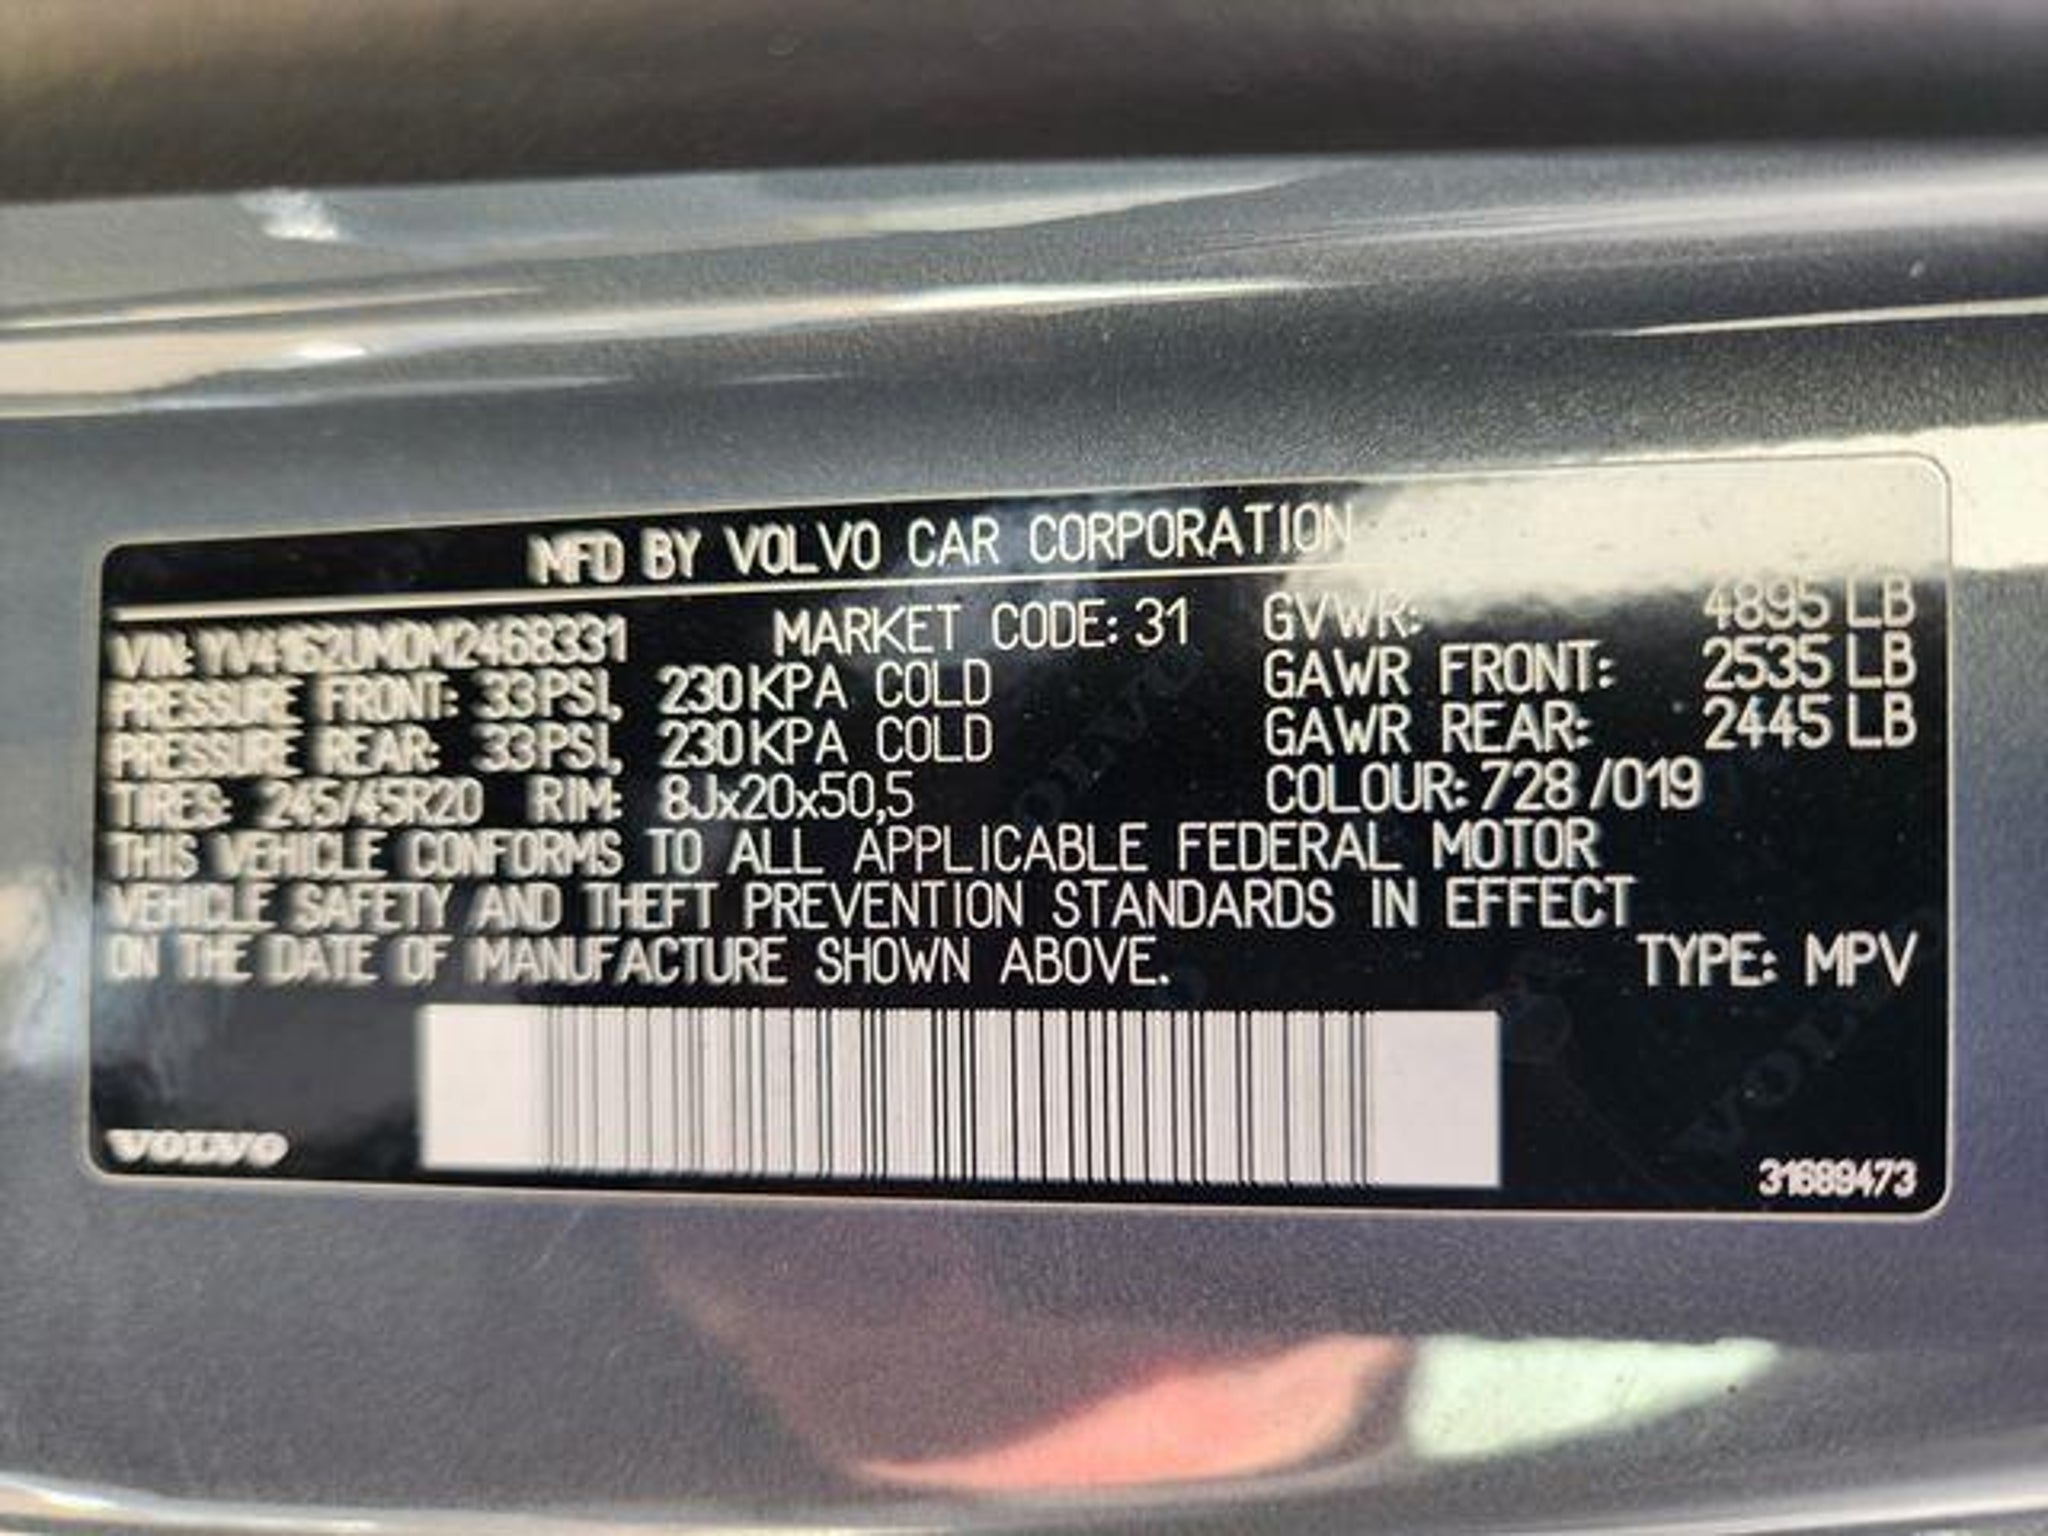 MFD BY VOLVO CAR CORPORATION
VIN: YV4162UM0M2468331 MARKET CODE: 31 GVWR: 4895 LB
PRESSURE FRONT: 33PSI, 230KPA COLD GAWR FRONT: 2535 LB
PRESSURE REAR: 33PSI, 230KPA COLD GAWR REAR: 2445 LB
TIRES: 245/45R20 RIM: 8Jx20x50,5 COLOUR: 728 /019
THIS VEHICLE CONFORMS TO ALL APPLICABLE FEDERAL MOTOR
VEHICLE SAFETY AND THEFT PREVENTION STANDARDS IN EFFECT
ON THE DATE OF MANUFACTURE SHOWN ABOVE. TYPE: MPV
VOLVO 31689473